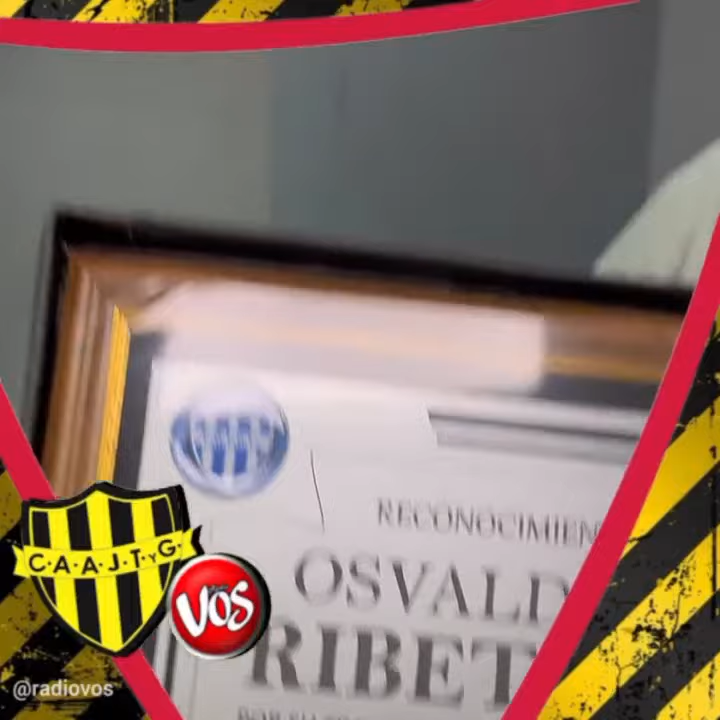 RECONOCIMIEN
OSVALD
RIBET
C·A·A·J·T·Y·G·
VOS
@radiovos